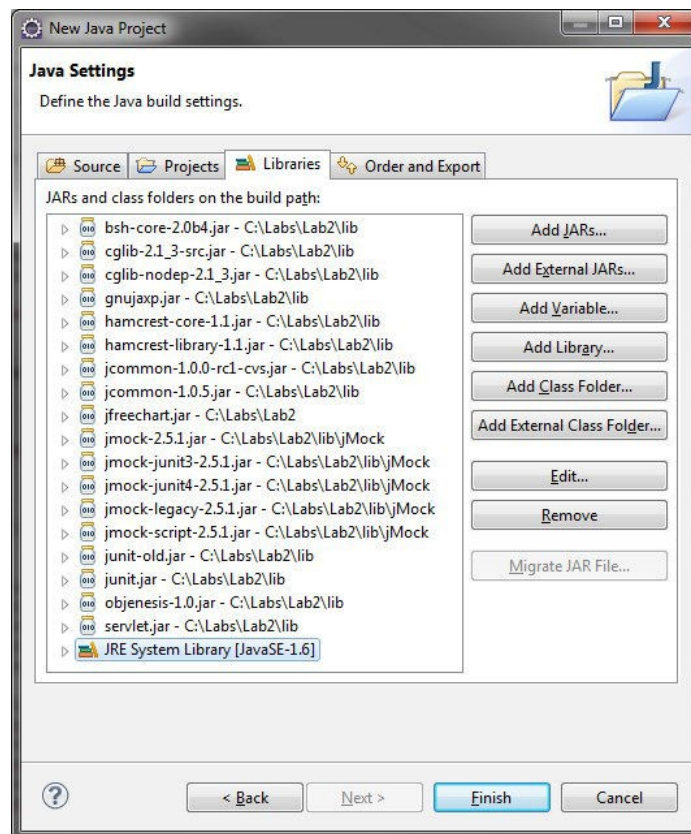 New Java Project
Java Settings
Define the Java build settings.
Source Projects Libraries Order and Export
JARs and class folders on the build path:
bsh-core-2.0b4.jar - C:\Labs\Lab2\lib
cglib-2.1_3-src.jar - C:\Labs\Lab2\lib
cglib-nodep-2.1_3.jar - C:\Labs\Lab2\lib
gnujaxp.jar - C:\Labs\Lab2\lib
hamcrest-core-1.1.jar - C:\Labs\Lab2\lib
hamcrest-library-1.1.jar - C:\Labs\Lab2\lib
jcommon-1.0.0-rc1-cvs.jar - C:\Labs\Lab2\lib
jcommon-1.0.5.jar - C:\Labs\Lab2\lib
jfreechart.jar - C:\Labs\Lab2
jmock-2.5.1.jar - C:\Labs\Lab2\lib\jMock
jmock-junit3-2.5.1.jar - C:\Labs\Lab2\lib\jMock
jmock-junit4-2.5.1.jar - C:\Labs\Lab2\lib\jMock
jmock-legacy-2.5.1.jar - C:\Labs\Lab2\lib\jMock
jmock-script-2.5.1.jar - C:\Labs\Lab2\lib\jMock
junit-old.jar - C:\Labs\Lab2\lib
junit.jar - C:\Labs\Lab2\lib
objenesis-1.0.jar - C:\Labs\Lab2\lib
servlet.jar - C:\Labs\Lab2\lib
JRE System Library [JavaSE-1.6]
Add JARs...
Add External JARs...
Add Variable...
Add Library...
Add Class Folder...
Add External Class Folder...
Edit...
Remove
Migrate JAR File...
< Back Next > Finish Cancel